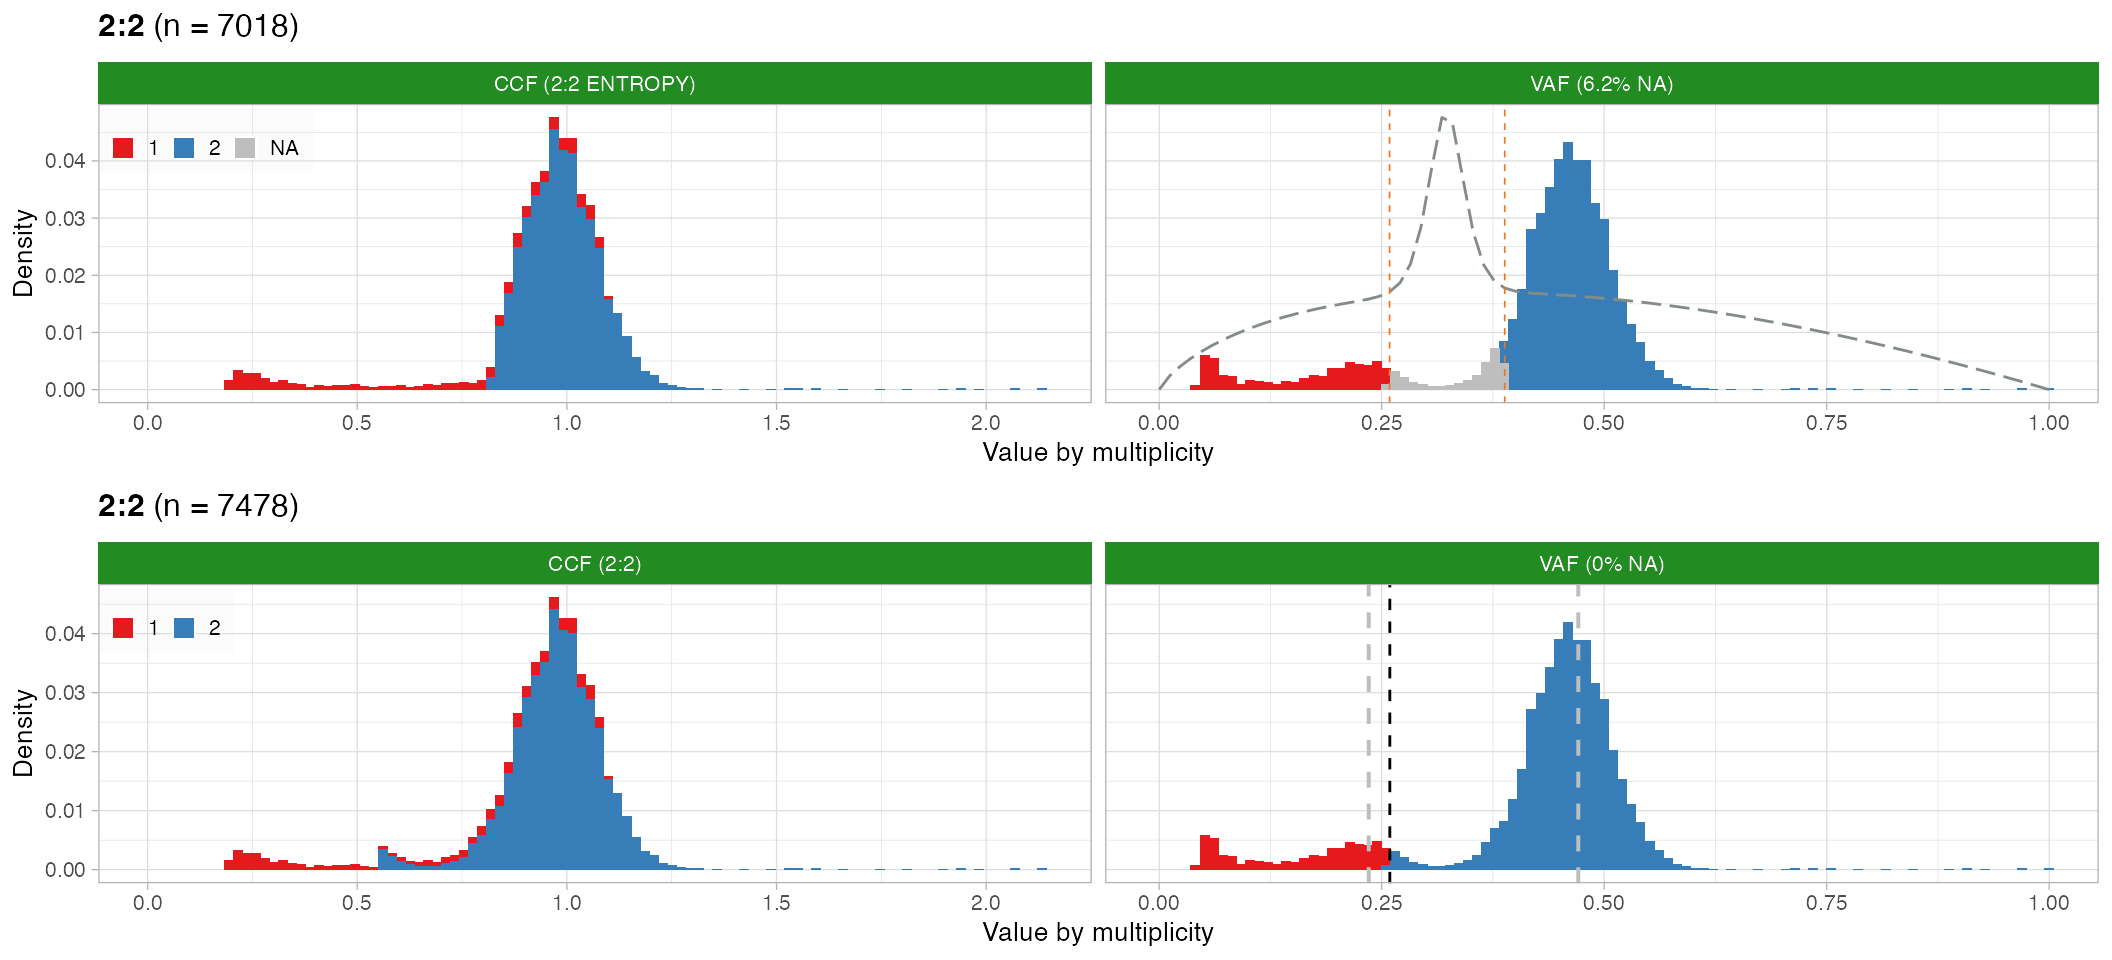 2:2 (n = 7018)
CCF (2:2 ENTROPY)
VAF (6.2% NA)
1 2 NA
Density
0.04
0.03
0.02
0.01
0.00
0.0 0.5 1.0 1.5 2.0
0.00 0.25 0.50 0.75 1.00
Value by multiplicity
2:2 (n = 7478)
CCF (2:2)
VAF (0% NA)
1 2
Density
0.04
0.03
0.02
0.01
0.00
0.0 0.5 1.0 1.5 2.0
0.00 0.25 0.50 0.75 1.00
Value by multiplicity